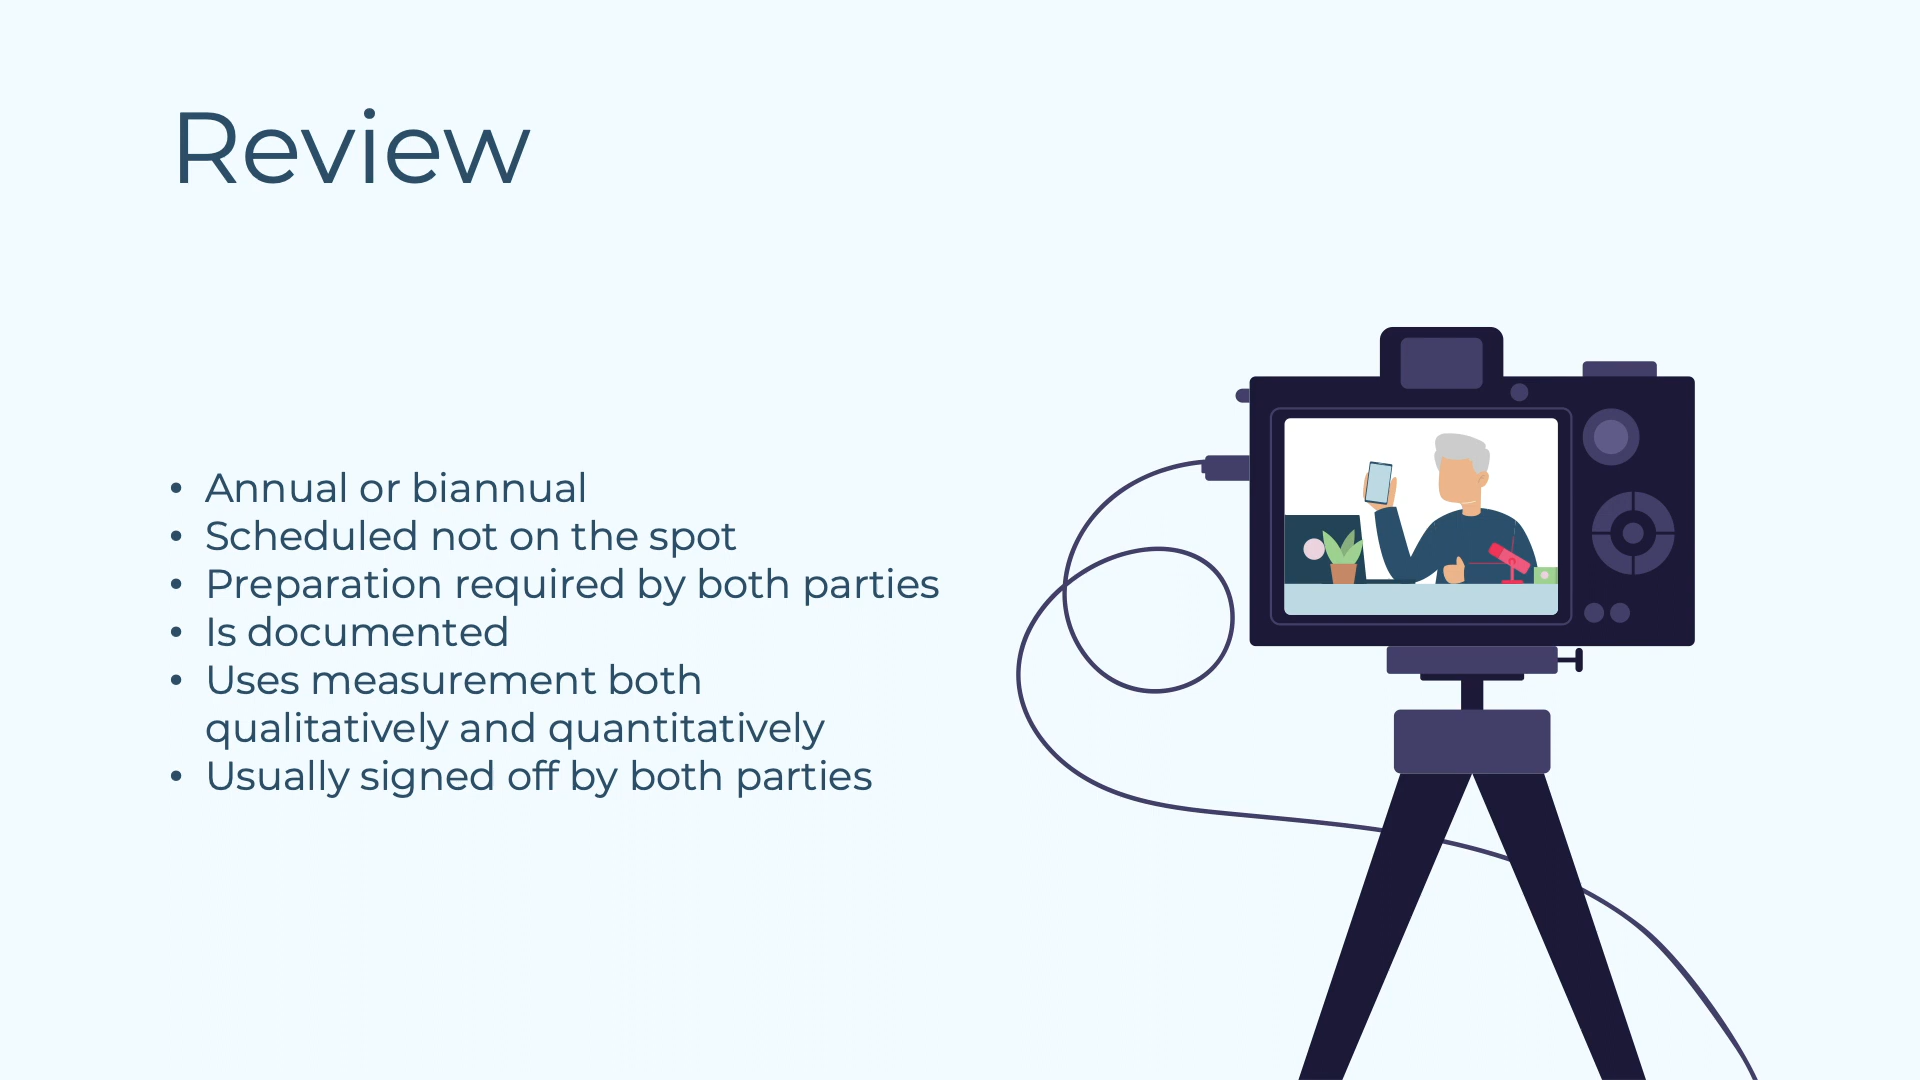 Review
• Annual or biannual
• Scheduled not on the spot
• Preparation required by both parties
• Is documented
• Uses measurement both
qualitatively and quantitatively
• Usually signed off by both parties